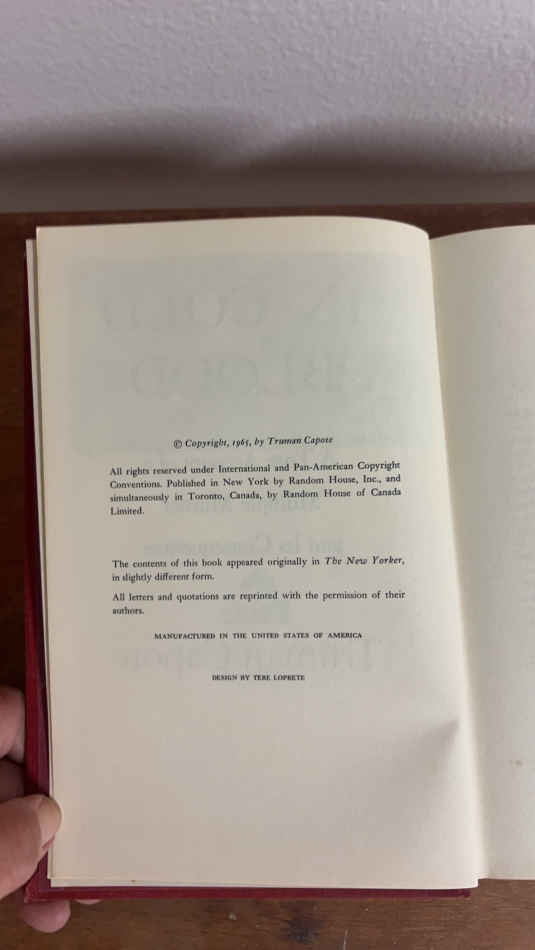 © Copyright, 1965, by Truman Capote
All rights reserved under International and Pan-American Copyright
Conventions. Published in New York by Random House, Inc., and
simultaneously in Toronto, Canada, by Random House of Canada
Limited.
The contents of this book appeared originally in The New Yorker,
in slightly different form.
All letters and quotations are reprinted with the permission of their
authors.
MANUFACTURED IN THE UNITED STATES OF AMERICA
DESIGN BY TERE LOPRETE